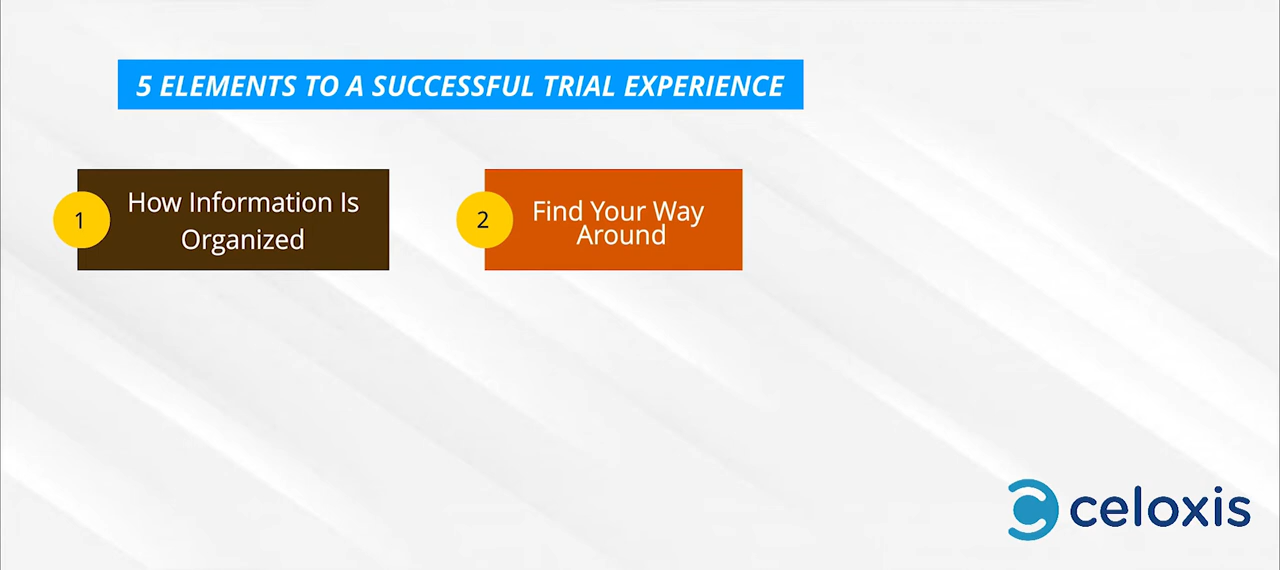 5 ELEMENTS TO A SUCCESSFUL TRIAL EXPERIENCE
1
How Information Is
Organized
2
Find Your Way
Around
celoxis